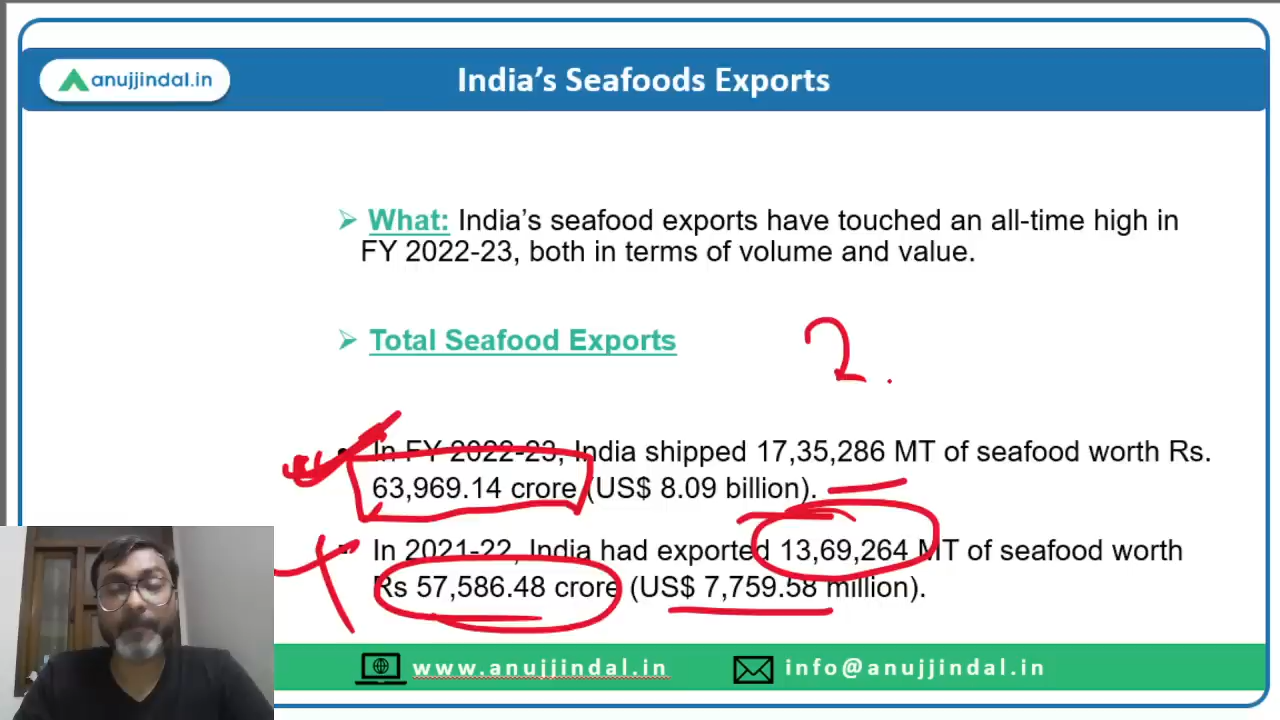 anujjindal.in
India's Seafoods Exports
What: India's seafood exports have touched an all-time high in
FY 2022-23, both in terms of volume and value.
Total Seafood Exports
2.
In FY 2022-23, India shipped 17,35,286 MT of seafood worth Rs.
63,969.14 crore (US$ 8.09 billion).
In 2021-22, India had exported 13,69,264 MT of seafood worth
Rs 57,586.48 crore (US$ 7,759.58 million).
www.anujjindal.in
info@anujjindal.in